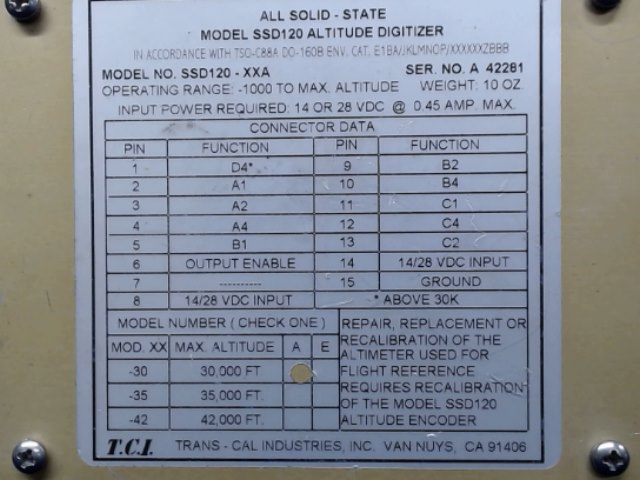 ALL SOLID - STATE
MODEL SSD120 ALTITUDE DIGITIZER
IN ACCORDANCE WITH TSO-C88A DO-160B ENV. CAT. E1BA/JKLMNOP/XXXXXXZBBB
MODEL NO. SSD120 - XXA SER. NO. A 42281
OPERATING RANGE: -1000 TO MAX. ALTITUDE WEIGHT: 10 OZ.
INPUT POWER REQUIRED: 14 OR 28 VDC @ 0.45 AMP. MAX.
CONNECTOR DATA
PIN FUNCTION PIN FUNCTION
1 D4* 9 B2
2 A1 10 B4
3 A2 11 C1
4 A4 12 C4
5 B1 13 C2
6 OUTPUT ENABLE 14 14/28 VDC INPUT
7 ---------- 15 GROUND
8 14/28 VDC INPUT * ABOVE 30K
MODEL NUMBER ( CHECK ONE )
MOD. XX MAX. ALTITUDE A E
-30 30,000 FT.
-35 35,000 FT.
-42 42,000 FT.
REPAIR, REPLACEMENT OR
RECALIBRATION OF THE
ALTIMETER USED FOR
FLIGHT REFERENCE
REQUIRES RECALIBRATION
OF THE MODEL SSD120
ALTITUDE ENCODER
T.C.I. TRANS - CAL INDUSTRIES, INC. VAN NUYS, CA 91406